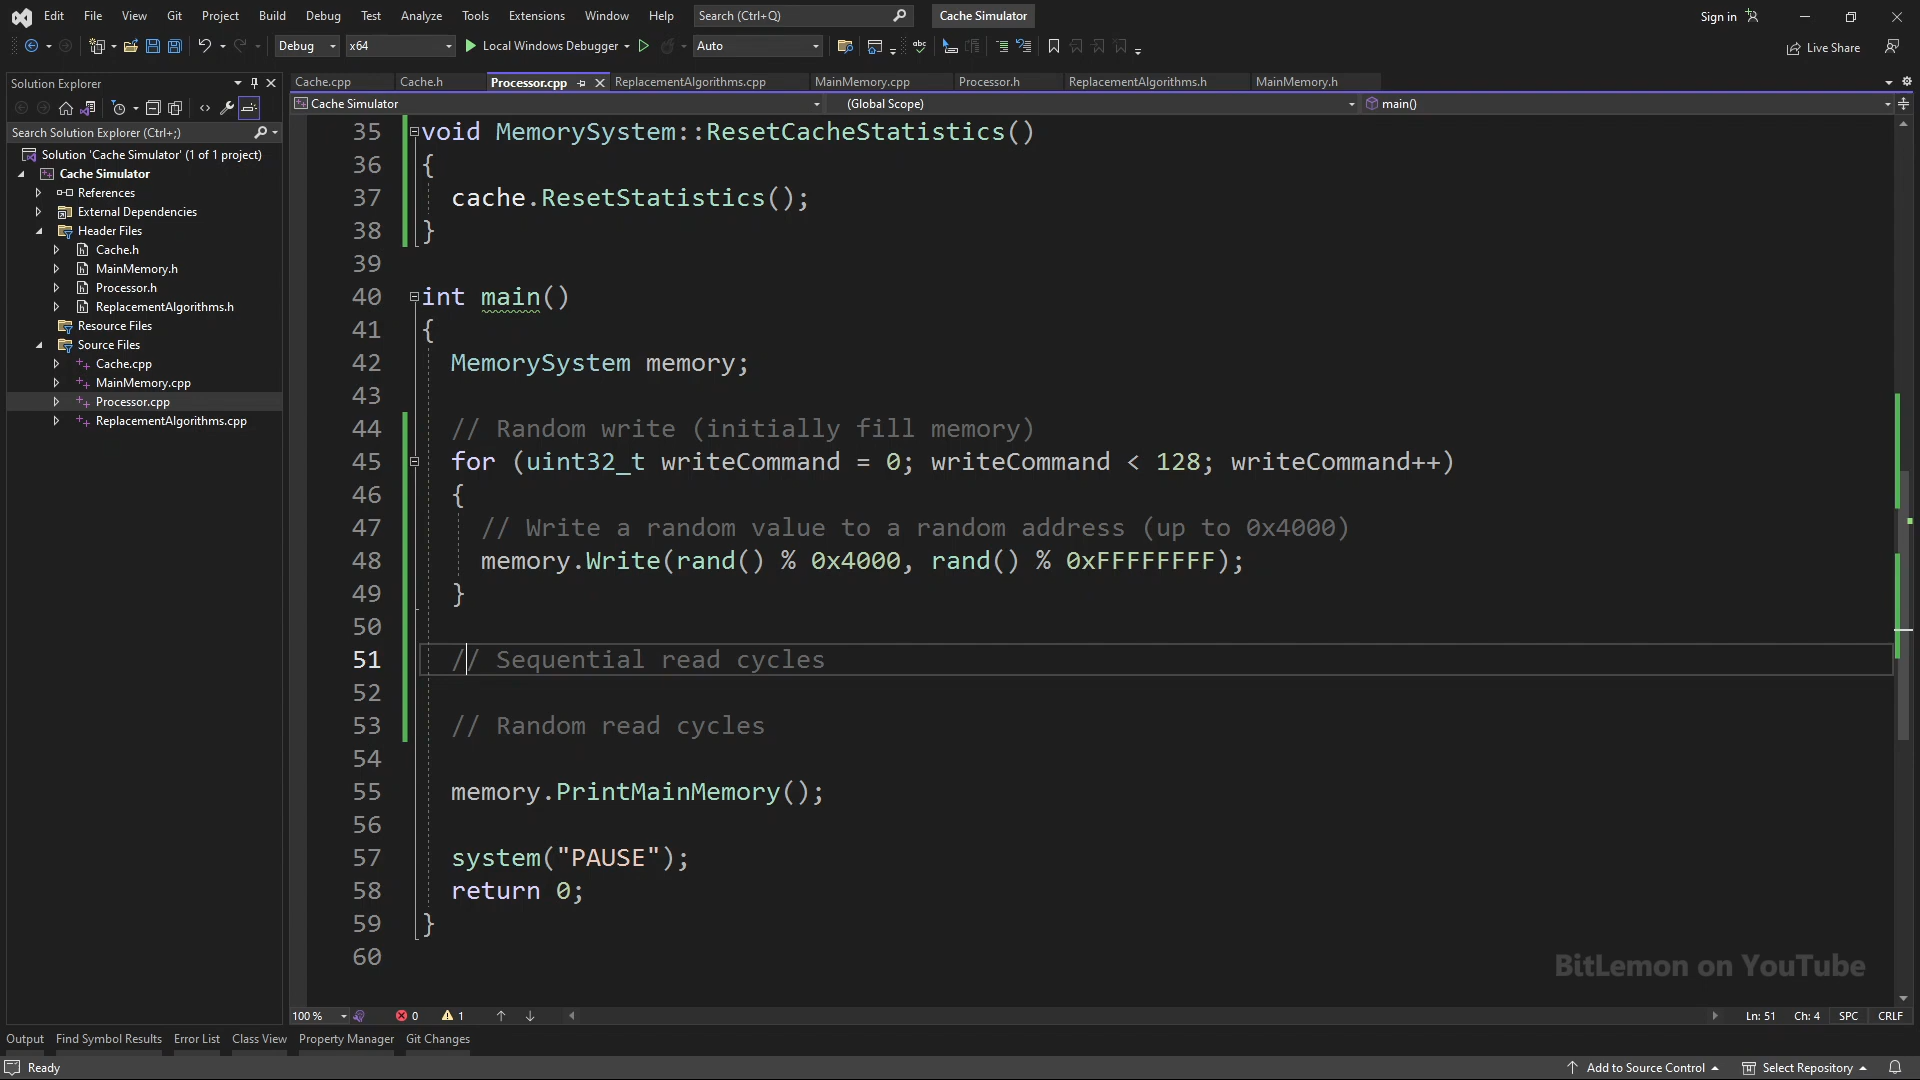 Edit File View Git Project Build Debug Test Analyze Tools Extensions Window Help Search (Ctrl+Q) Cache Simulator Sign in
Debug x64 Local Windows Debugger Auto Live Share
Solution Explorer
Search Solution Explorer (Ctrl+;)
Solution 'Cache Simulator' (1 of 1 project)
Cache Simulator
References
External Dependencies
Header Files
Cache.h
MainMemory.h
Processor.h
ReplacementAlgorithms.h
Resource Files
Source Files
Cache.cpp
MainMemory.cpp
Processor.cpp
ReplacementAlgorithms.cpp
Cache.cpp Cache.h Processor.cpp ReplacementAlgorithms.cpp MainMemory.cpp Processor.h ReplacementAlgorithms.h MainMemory.h
Cache Simulator (Global Scope) main()
35 void MemorySystem::ResetCacheStatistics()
36 {
37 cache.ResetStatistics();
38 }
39
40 int main()
41 {
42 MemorySystem memory;
43
44 // Random write (initially fill memory)
45 for (uint32_t writeCommand = 0; writeCommand < 128; writeCommand++)
46 {
47 // Write a random value to a random address (up to 0x4000)
48 memory.Write(rand() % 0x4000, rand() % 0xFFFFFFFF);
49 }
50
51 // Sequential read cycles
52
53 // Random read cycles
54
55 memory.PrintMainMemory();
56
57 system("PAUSE");
58 return 0;
59 }
60
BitLemon on YouTube
100 % 0 1 Ln: 51 Ch: 4 SPC CRLF
Output Find Symbol Results Error List Class View Property Manager Git Changes
Ready Add to Source Control Select Repository